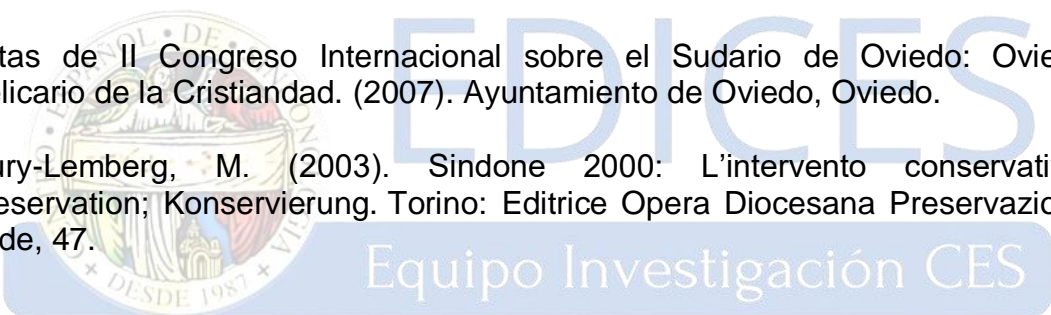 tas de II Congreso Internacional sobre el Sudario de Oviedo: Ovie
elicario de la Cristiandad. (2007). Ayuntamiento de Oviedo, Oviedo.
ury-Lemberg, M. (2003). Sindone 2000: L’intervento conservati
eservation; Konservierung. Torino: Editrice Opera Diocesana Preservazio
de, 47.
EDICES
Equipo Investigación CES
DESDE 1987